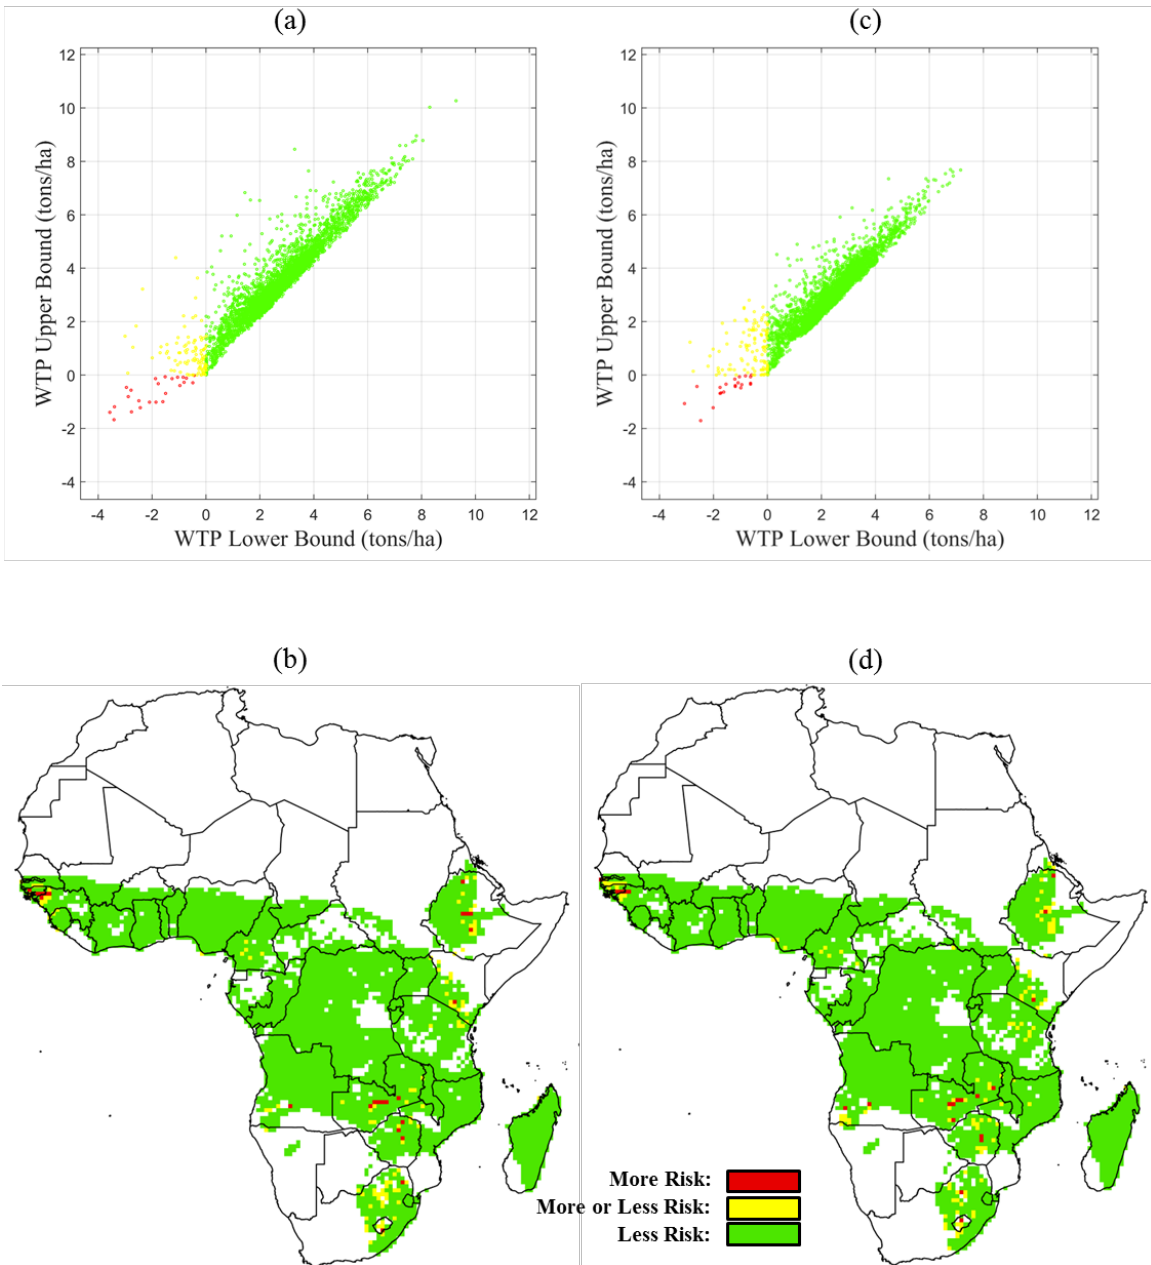 (a)
(c)
12
10
8
6
4
2
0
-2
-4
WTP Upper Bound (tons/ha)
-4 -2 0 2 4 6 8 10 12
WTP Lower Bound (tons/ha)
12
10
8
6
4
2
0
-2
-4
WTP Upper Bound (tons/ha)
-4 -2 0 2 4 6 8 10 12
WTP Lower Bound (tons/ha)
(b)
(d)
More Risk:
More or Less Risk:
Less Risk: